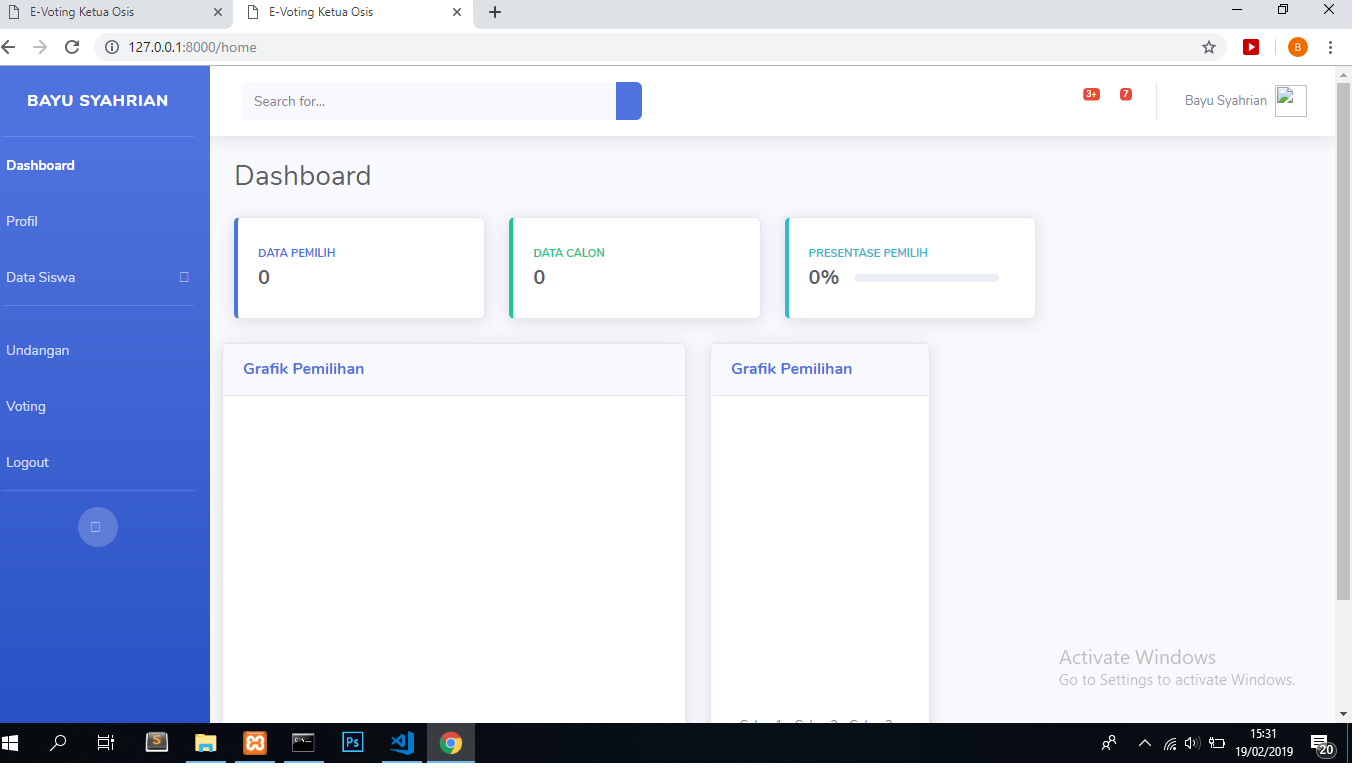 E-Voting Ketua Osis
E-Voting Ketua Osis
127.0.0.1:8000/home
B
BAYU SYAHRIAN
Search for...
3+
7
Bayu Syahrian
Dashboard
Profil
Data Siswa
Undangan
Voting
Logout
Dashboard
DATA PEMILIH
0
DATA CALON
0
PRESENTASE PEMILIH
0%
Grafik Pemilihan
Grafik Pemilihan
Activate Windows
Go to Settings to activate Windows.
S
Ps
15:31
19/02/2019
20